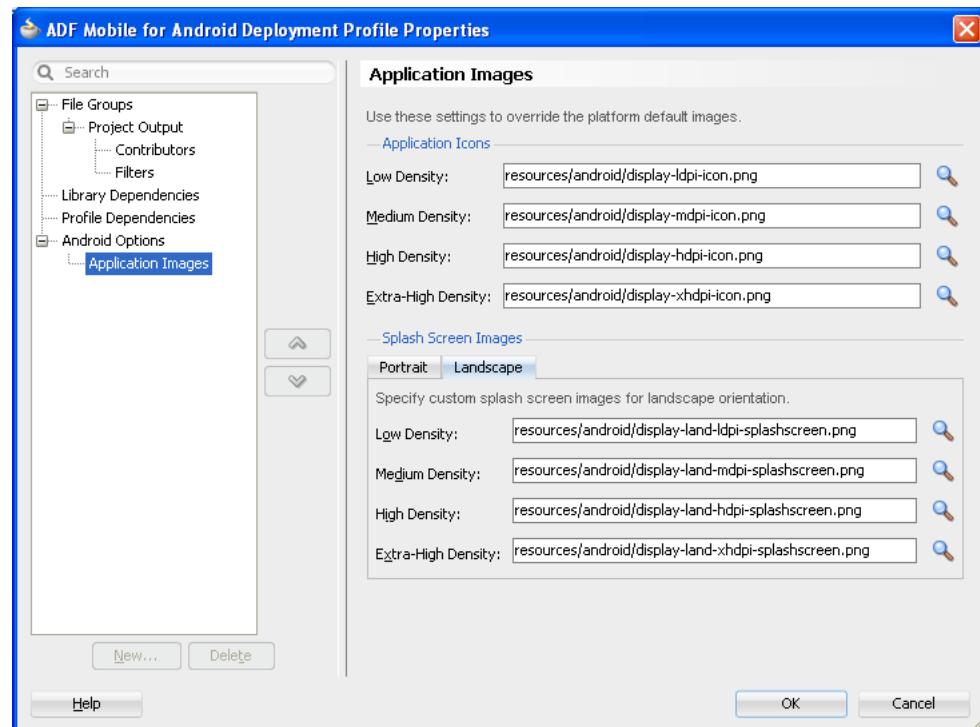 ADF Mobile for Android Deployment Profile Properties
Search
File Groups
Project Output
Contributors
Filters
Library Dependencies
Profile Dependencies
Android Options
Application Images
New...
Delete
Application Images
Use these settings to override the platform default images.
Application Icons
Low Density: resources/android/display-ldpi-icon.png
Medium Density: resources/android/display-mdpi-icon.png
High Density: resources/android/display-hdpi-icon.png
Extra-High Density: resources/android/display-xhdpi-icon.png
Splash Screen Images
Portrait Landscape
Specify custom splash screen images for landscape orientation.
Low Density: resources/android/display-land-ldpi-splashscreen.png
Medium Density: resources/android/display-land-mdpi-splashscreen.png
High Density: resources/android/display-land-hdpi-splashscreen.png
Extra-High Density: resources/android/display-land-xhdpi-splashscreen.png
Help
OK
Cancel